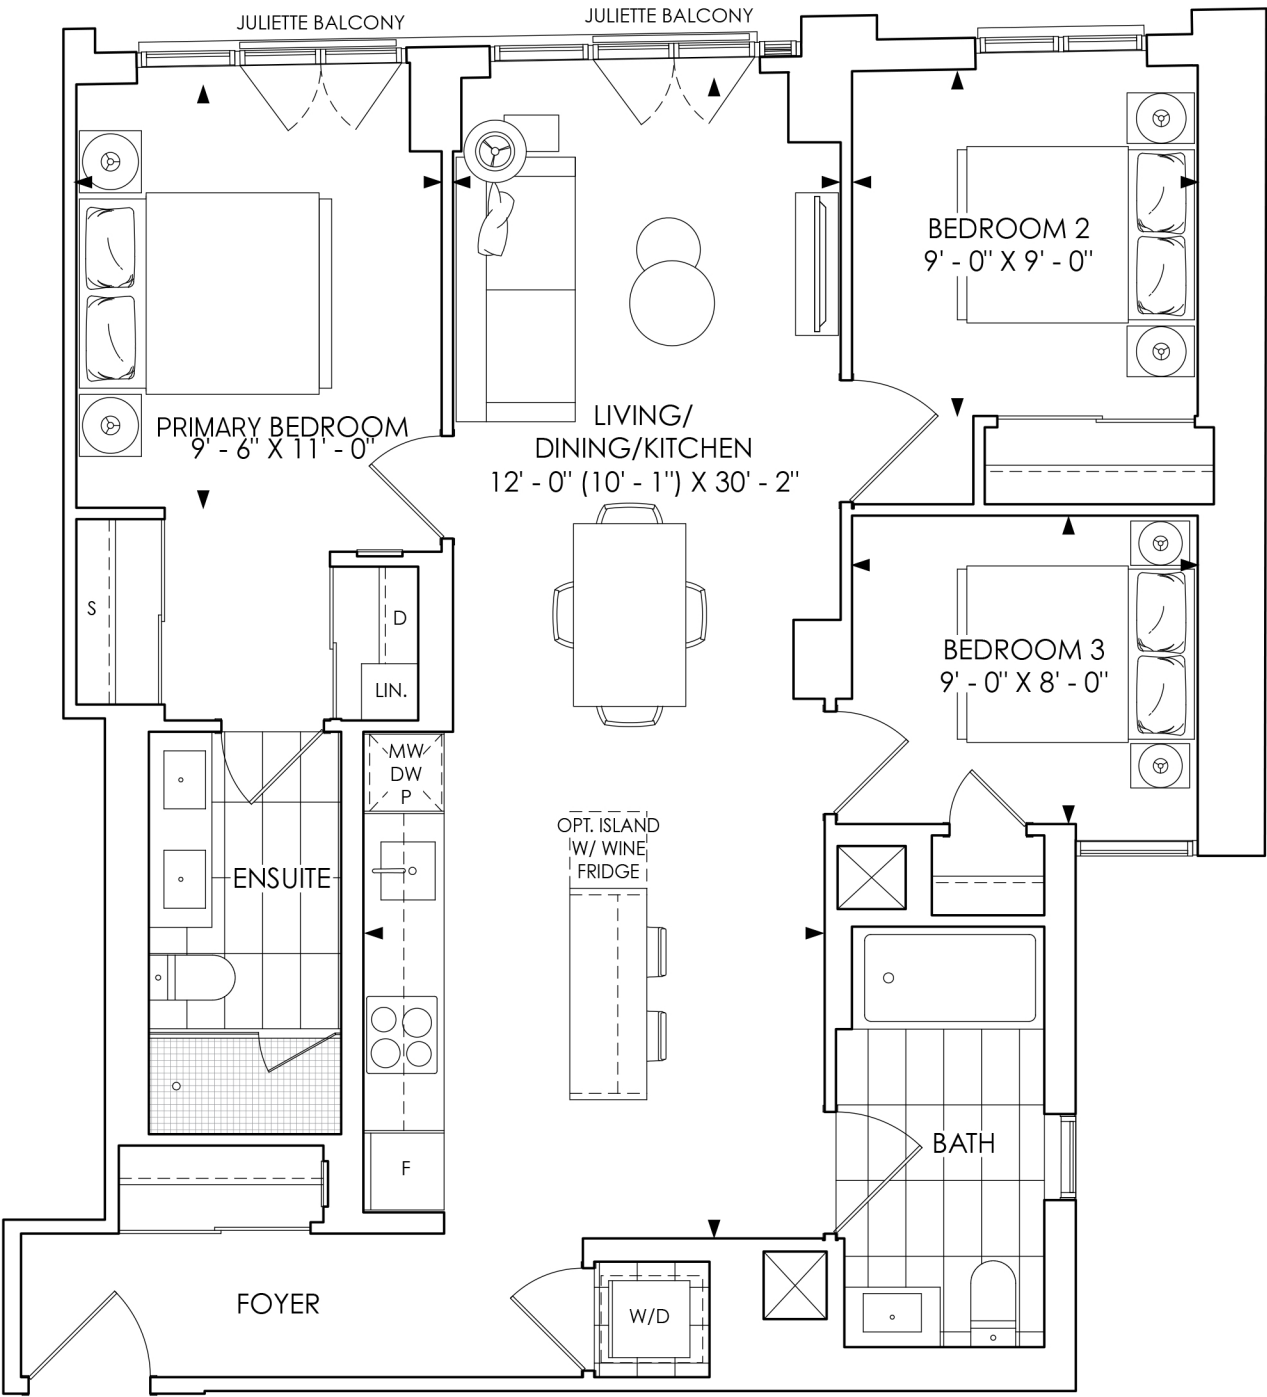 JULIETTE BALCONY
JULIETTE BALCONY
BEDROOM 2
9' - 0" X 9' - 0"
PRIMARY BEDROOM
9' - 6" X 11' - 0"
LIVING/
DINING/KITCHEN
12' - 0" (10' - 1") X 30' - 2"
S
D
LIN.
BEDROOM 3
9' - 0" X 8' - 0"
MW
DW
P
OPT. ISLAND
W/ WINE
FRIDGE
ENSUITE
BATH
F
FOYER
W/D